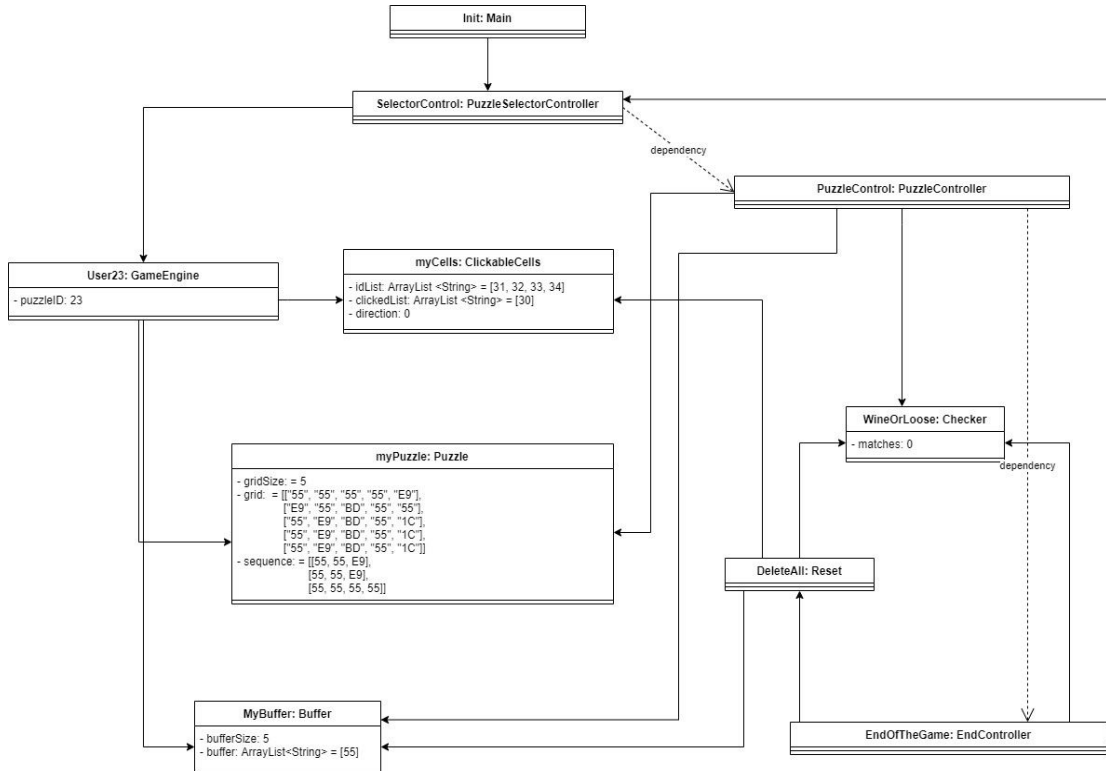 Init: Main
SelectorControl: PuzzleSelectorController
dependency
PuzzleControl: PuzzleController
User23: GameEngine
- puzzleID: 23
myCells: ClickableCells
- idList: ArrayList <String> = [31, 32, 33, 34]
- clickedList: ArrayList <String> = [30]
- direction: 0
WineOrLoose: Checker
- matches: 0
dependency
myPuzzle: Puzzle
- gridSize: = 5
- grid: = [["55", "55", "55", "55", "E9"],
["E9", "55", "BD", "55", "55"],
["55", "E9", "BD", "55", "1C"],
["55", "E9", "BD", "55", "1C"],
["55", "E9", "BD", "55", "1C"]]
- sequence: = [[55, 55, E9],
[55, 55, E9],
[55, 55, 55, 55]]
DeleteAll: Reset
MyBuffer: Buffer
- bufferSize: 5
- buffer: ArrayList<String> = [55]
EndOfTheGame: EndController